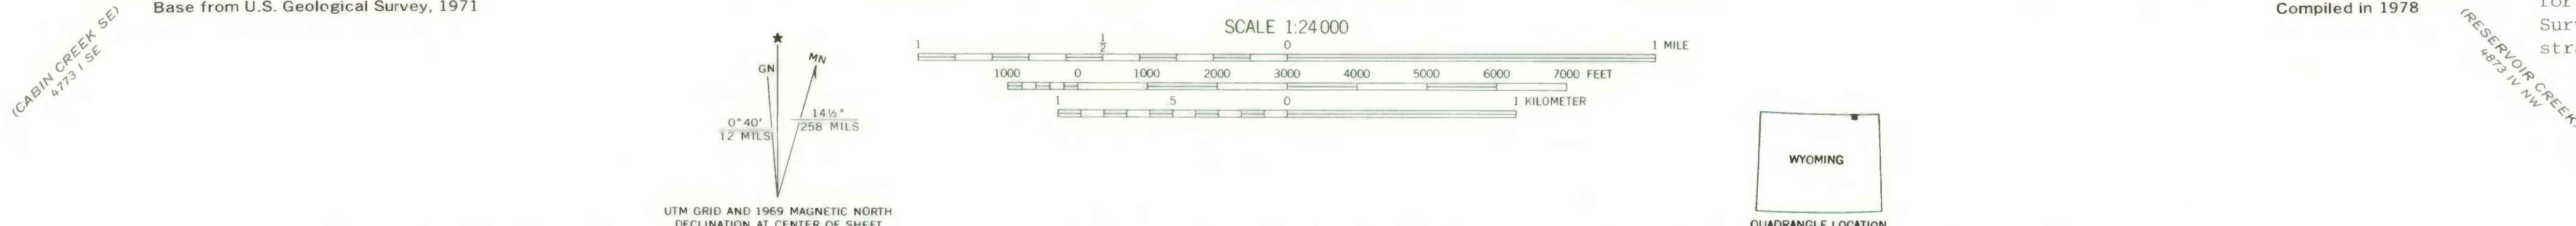 Base from U.S. Geological Survey, 1971
(CABIN CREEK SE)
4773 I SE
GN
MN
0°40'
12 MILS
14½°
258 MILS
UTM GRID AND 1969 MAGNETIC NORTH
DECLINATION AT CENTER OF SHEET
SCALE 1:24000
1 ½ 0 1 MILE
1000 0 1000 2000 3000 4000 5000 6000 7000 FEET
1 .5 0 1 KILOMETER
WYOMING
QUADRANGLE LOCATION
Compiled in 1978
(RESERVOIR CREEK)
4873 IV NW
for
Sur
stra